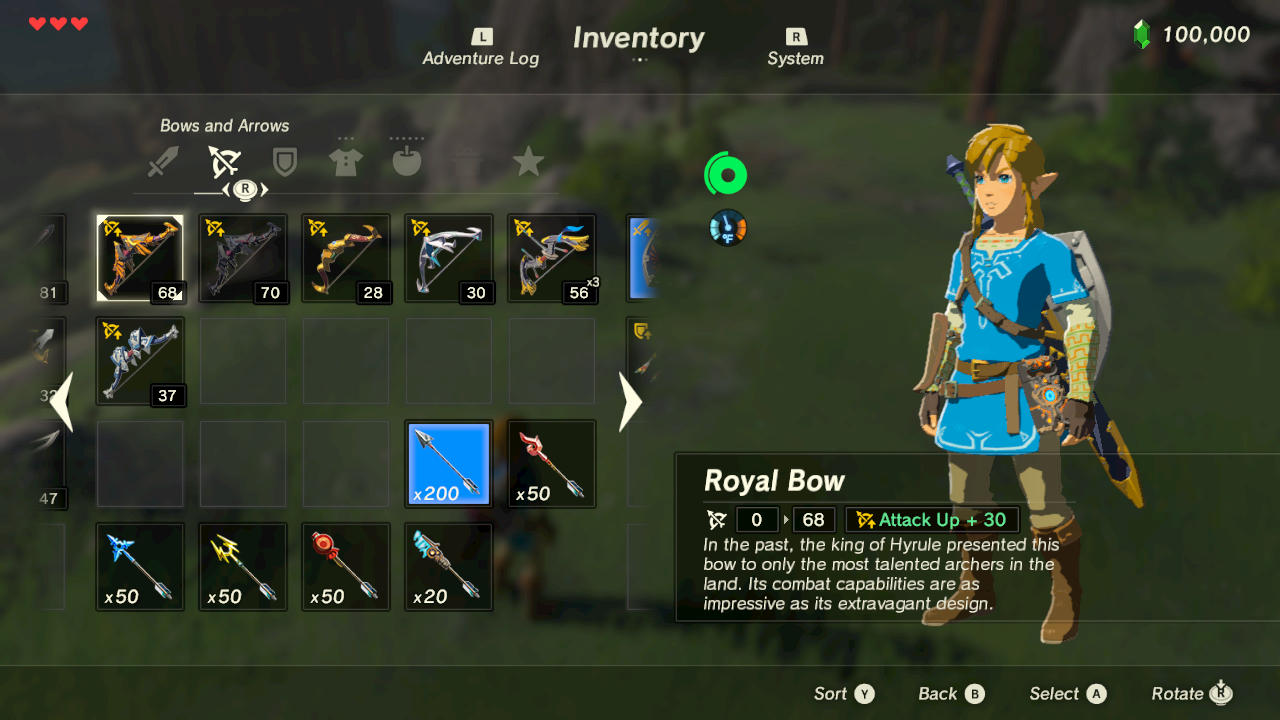 L
Inventory
R
100,000
Adventure Log
System
Bows and Arrows
R
°F
81
68
70
28
30
56
x3
37
47
x200
x50
x50
x50
x50
x20
Royal Bow
0
68
Attack Up + 30
In the past, the king of Hyrule presented this
bow to only the most talented archers in the
land. Its combat capabilities are as
impressive as its extravagant design.
Sort Y
Back B
Select A
Rotate R